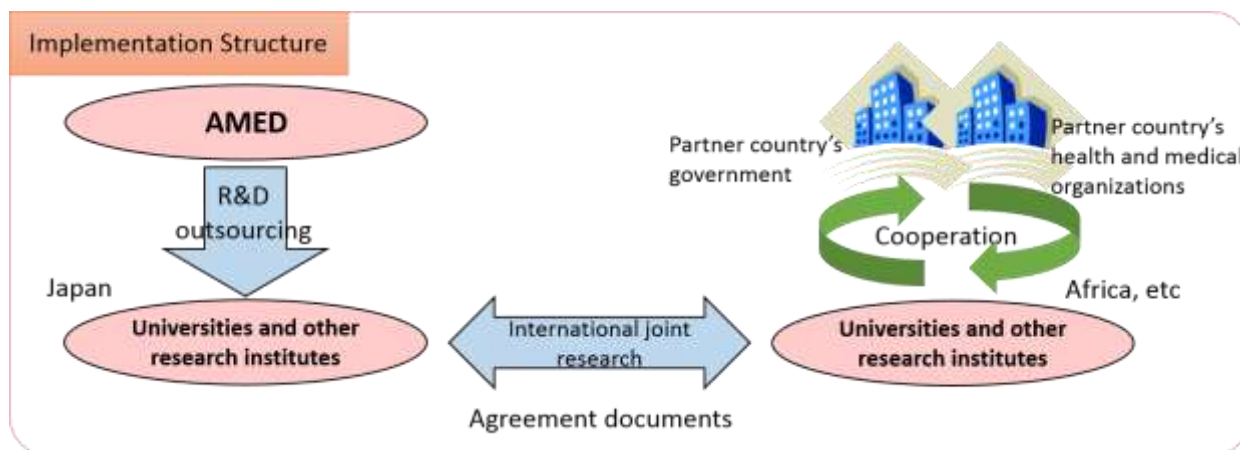 Implementation Structure
AMED
R&D
outsourcing
Japan
Universities and other
research institutes
International joint
research
Agreement documents
Partner country's
government
Partner country's
health and medical
organizations
Cooperation
Africa, etc
Universities and other
research institutes